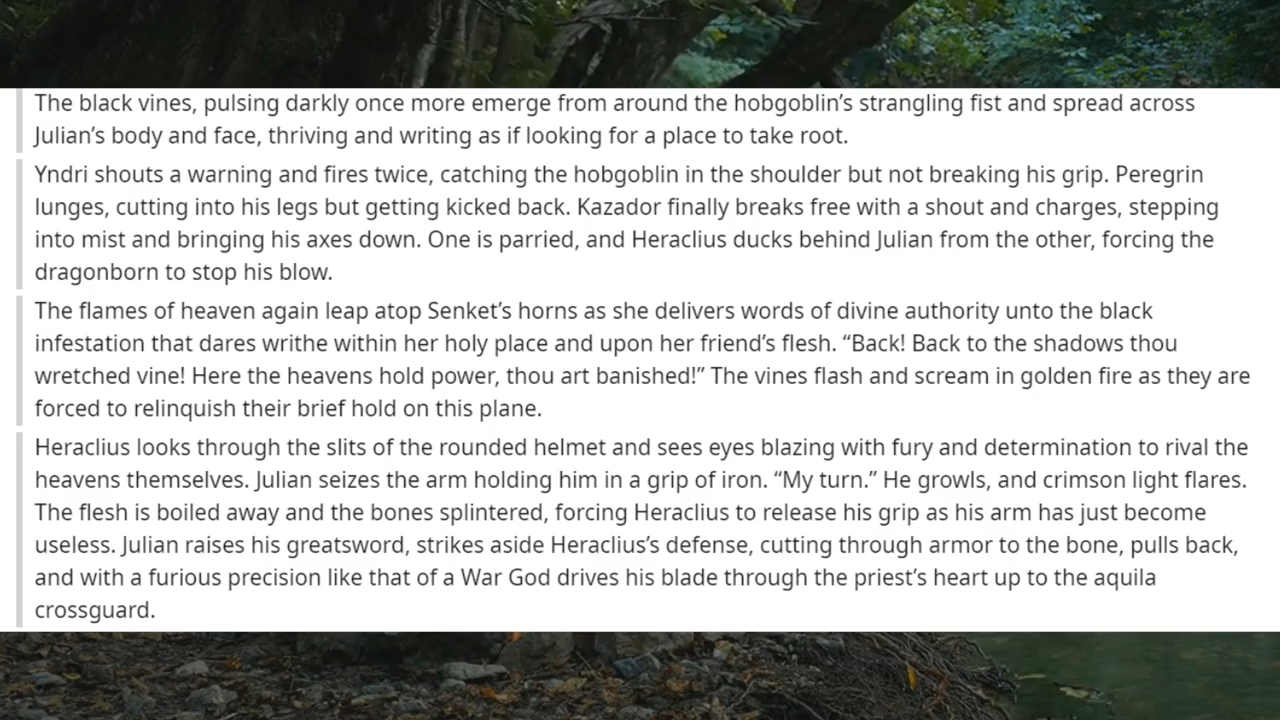 The black vines, pulsing darkly once more emerge from around the hobgoblin’s strangling fist and spread across
Julian’s body and face, thriving and writing as if looking for a place to take root.
Yndri shouts a warning and fires twice, catching the hobgoblin in the shoulder but not breaking his grip. Peregrin
lunges, cutting into his legs but getting kicked back. Kazador finally breaks free with a shout and charges, stepping
into mist and bringing his axes down. One is parried, and Heraclius ducks behind Julian from the other, forcing the
dragonborn to stop his blow.
The flames of heaven again leap atop Senket’s horns as she delivers words of divine authority unto the black
infestation that dares writhe within her holy place and upon her friend’s flesh. “Back! Back to the shadows thou
wretched vine! Here the heavens hold power, thou art banished!” The vines flash and scream in golden fire as they are
forced to relinquish their brief hold on this plane.
Heraclius looks through the slits of the rounded helmet and sees eyes blazing with fury and determination to rival the
heavens themselves. Julian seizes the arm holding him in a grip of iron. “My turn.” He growls, and crimson light flares.
The flesh is boiled away and the bones splintered, forcing Heraclius to release his grip as his arm has just become
useless. Julian raises his greatsword, strikes aside Heraclius’s defense, cutting through armor to the bone, pulls back,
and with a furious precision like that of a War God drives his blade through the priest’s heart up to the aquila
crossguard.